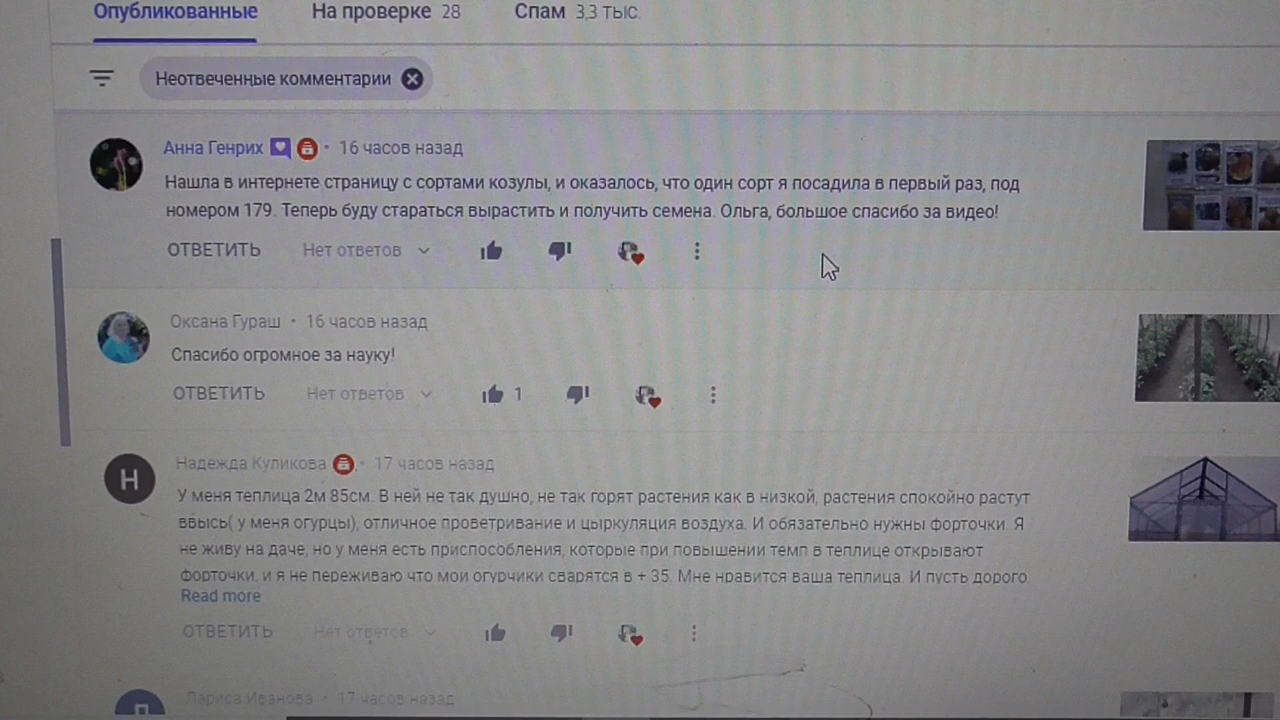 Опубликованные На проверке 28 Спам 3,3 тыс.
Неотвеченные комментарии
Анна Генрих • 16 часов назад
Нашла в интернете страницу с сортами козулы, и оказалось, что один сорт я посадила в первый раз, под
номером 179. Теперь буду стараться вырастить и получить семена. Ольга, большое спасибо за видео!
ОТВЕТИТЬ Нет ответов
Оксана Гураш • 16 часов назад
Спасибо огромное за науку!
ОТВЕТИТЬ Нет ответов 1
Н
Надежда Куликова • 17 часов назад
У меня теплица 2м 85см. В ней не так душно, не так горят растения как в низкой, растения спокойно растут
ввысь( у меня огурцы), отличное проветривание и цыркуляция воздуха. И обязательно нужны форточки. Я
не живу на даче, но у меня есть приспособления, которые при повышении темп в теплице открывают
форточки, и я не переживаю что мои огурчики сварятся в + 35. Мне нравится ваша теплица. И пусть дорого,
Read more
ОТВЕТИТЬ Нет ответов
Лариса Иванова • 17 часов назад